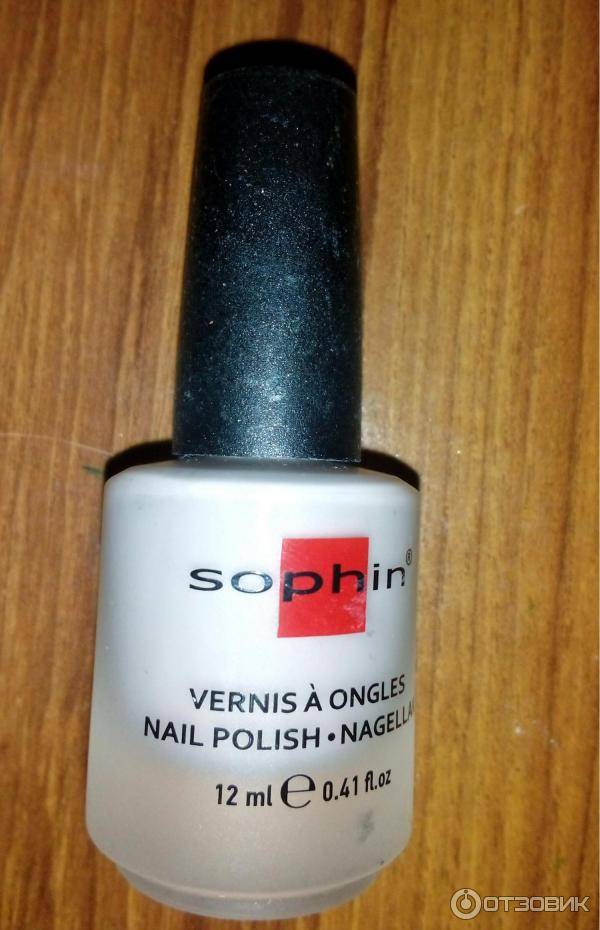 sophin®
VERNIS À ONGLES
NAIL POLISH • NAGELLA
12 ml ℮ 0.41 fl.oz
ОТЗОВИК